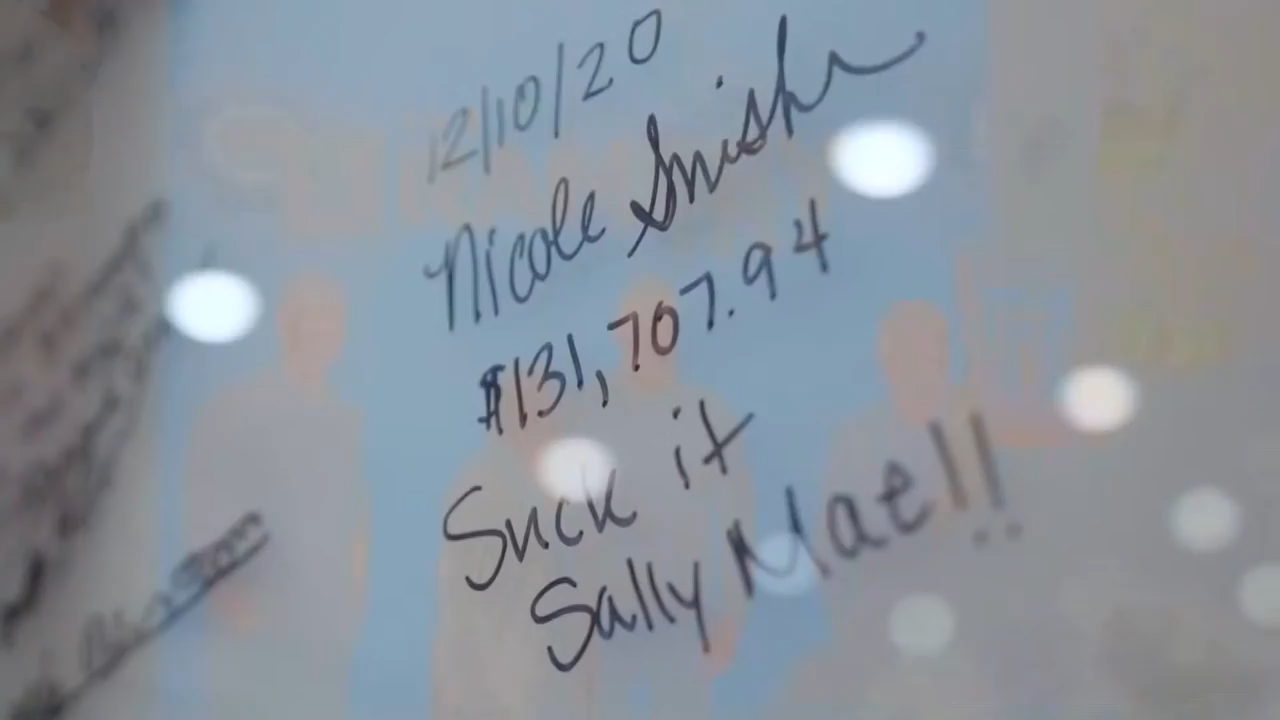 12/10/20
Nicole Smish
$131,707.94
Suck it
Sally Mae!!